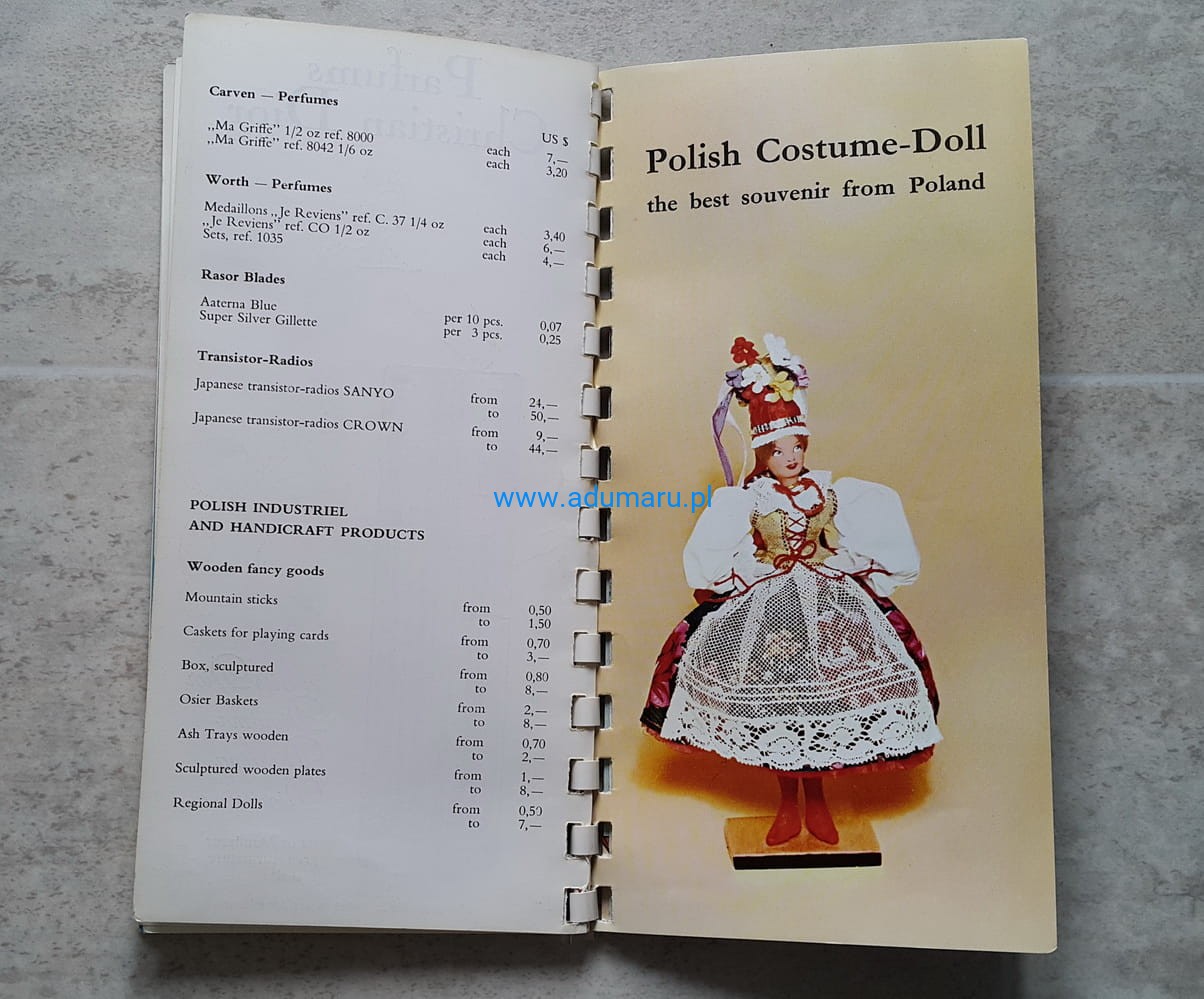 Carven — Perfumes
US $
„Ma Griffe” 1/2 oz ref. 8000 each 7,—
„Ma Griffe” ref. 8042 1/6 oz each 3,20
Worth — Perfumes
Medaillons „Je Reviens” ref. C. 37 1/4 oz each 3,40
„Je Reviens” ref. CO 1/2 oz each 6,—
Sets, ref. 1035 each 4,—
Rasor Blades
Aaterna Blue per 10 pcs. 0,07
Super Silver Gillette per 3 pcs. 0,25
Transistor-Radios
Japanese transistor-radios SANYO from 24,—
to 50,—
Japanese transistor-radios CROWN from 9,—
to 44,—
POLISH INDUSTRIEL
AND HANDICRAFT PRODUCTS
Wooden fancy goods
Mountain sticks from 0,50
to 1,50
Caskets for playing cards from 0,70
to 3,—
Box, sculptured from 0,80
to 8,—
Osier Baskets from 2,—
to 8,—
Ash Trays wooden from 0,70
to 2,—
Sculptured wooden plates from 1,—
to 8,—
Regional Dolls from 0,50
to 7,—
Polish Costume-Doll
the best souvenir from Poland
www.adumaru.pl